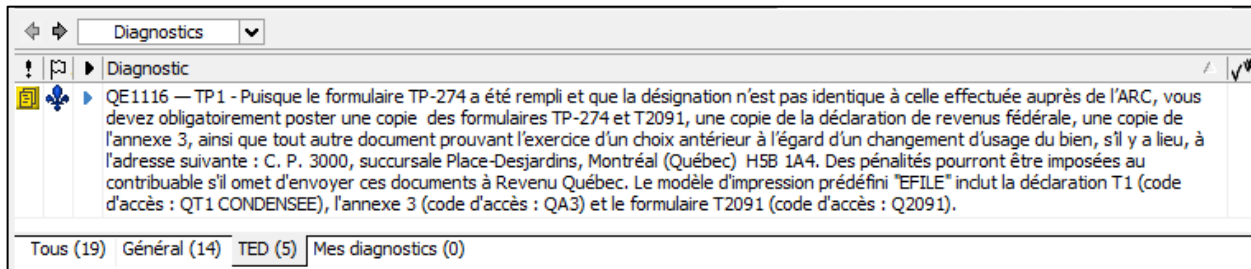 Diagnostics
! Diagnostic
QE1116 — TP1 - Puisque le formulaire TP-274 a été rempli et que la désignation n’est pas identique à celle effectuée auprès de l’ARC, vous
devez obligatoirement poster une copie  des formulaires TP-274 et T2091, une copie de la déclaration de revenus fédérale, une copie de
l'annexe 3, ainsi que tout autre document prouvant l’exercice d’un choix antérieur à l’égard d’un changement d’usage du bien, s’il y a lieu, à
l'adresse suivante : C. P. 3000, succursale Place-Desjardins, Montréal (Québec)  H5B 1A4. Des pénalités pourront être imposées au
contribuable s'il omet d'envoyer ces documents à Revenu Québec. Le modèle d'impression prédéfini "EFILE" inclut la déclaration T1 (code
d'accès : QT1 CONDENSEE), l'annexe 3 (code d'accès : QA3) et le formulaire T2091 (code d'accès : Q2091).
Tous (19) Général (14) TED (5) Mes diagnostics (0)